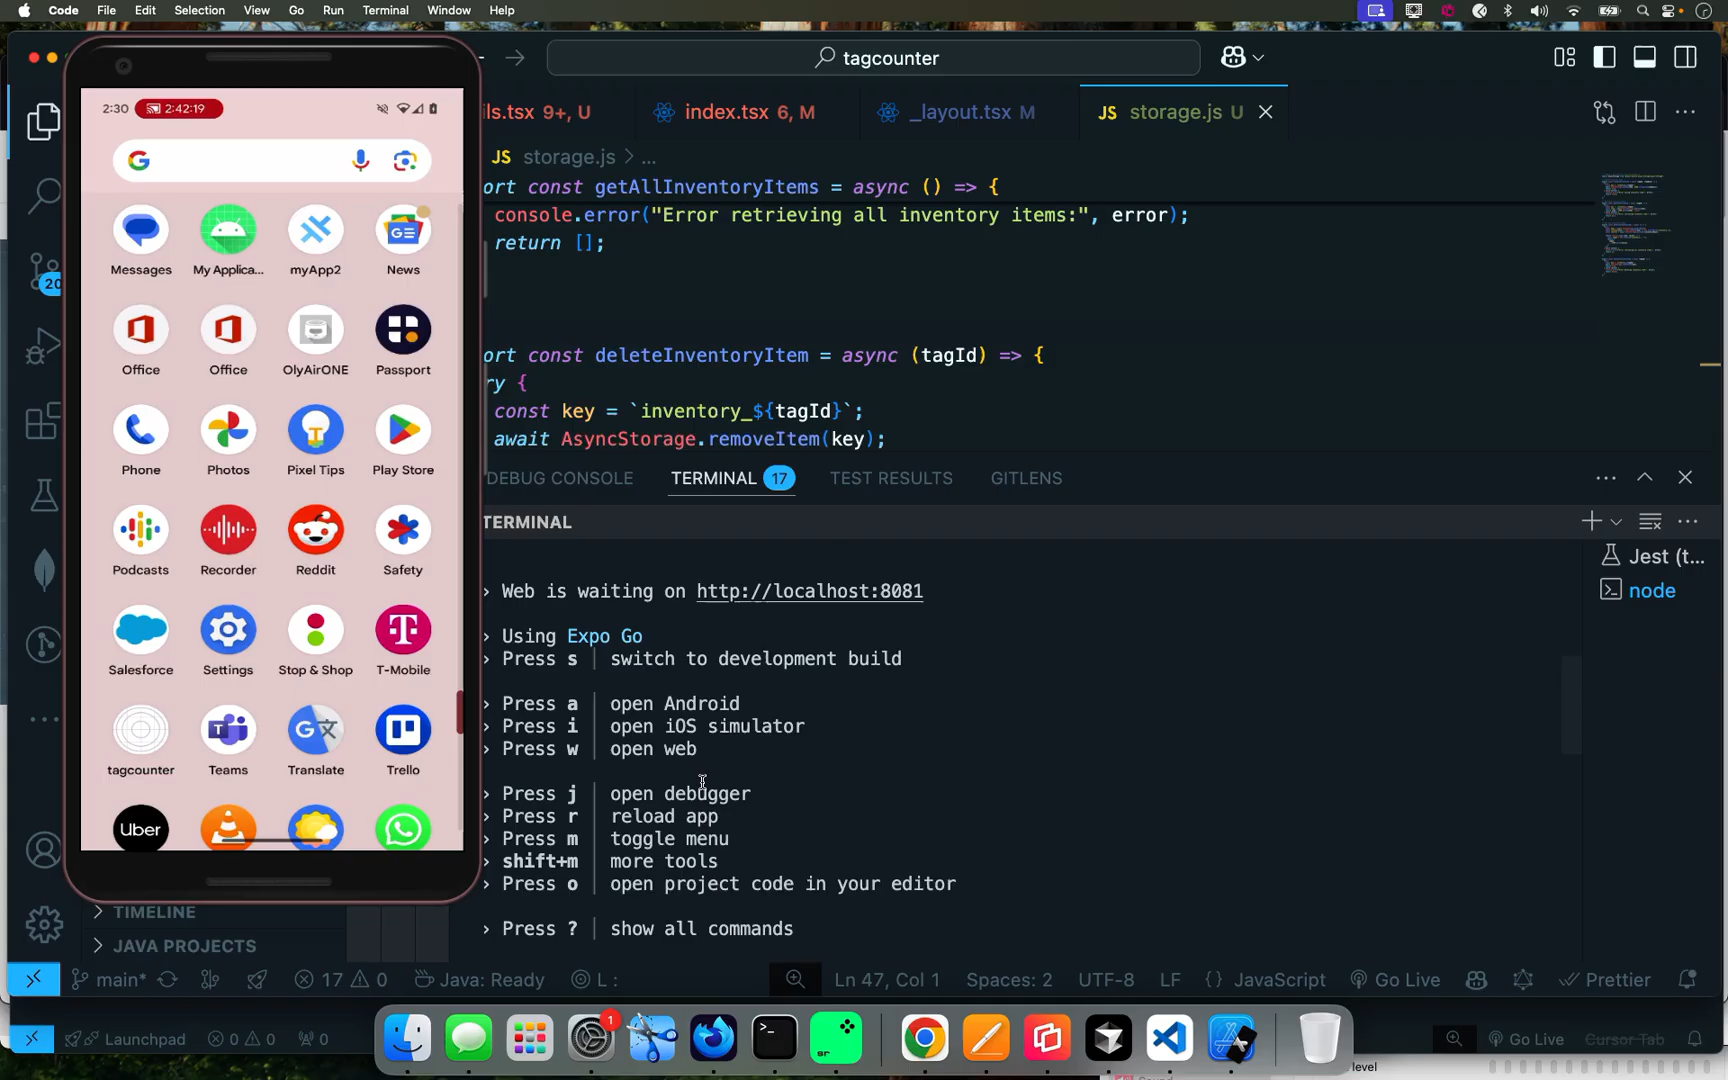 Code File Edit Selection View Go Run Terminal Window Help
tagcounter
2:30 2:42:19
ils.tsx 9+, U
index.tsx 6, M
_layout.tsx M
JS storage.js U
JS storage.js > ...
ort const getAllInventoryItems = async () => {
console.error("Error retrieving all inventory items:", error);
return [];
ort const deleteInventoryItem = async (tagId) => {
ry {
const key = `inventory_${tagId}`;
await AsyncStorage.removeItem(key);
Messages My Applica... myApp2 News
Office Office OlyAirONE Passport
Phone Photos Pixel Tips Play Store
Podcasts Recorder Reddit Safety
Salesforce Settings Stop & Shop T-Mobile
tagcounter Teams Translate Trello
Uber
20
DEBUG CONSOLE TERMINAL 17 TEST RESULTS GITLENS
TERMINAL
Jest (t...
node
› Web is waiting on http://localhost:8081
› Using Expo Go
› Press s │ switch to development build
› Press a │ open Android
› Press i │ open iOS simulator
› Press w │ open web
› Press j │ open debugger
› Press r │ reload app
› Press m │ toggle menu
› shift+m │ more tools
› Press o │ open project code in your editor
› Press ? │ show all commands
TIMELINE
JAVA PROJECTS
main* 17 0 Java: Ready L : Ln 47, Col 1 Spaces: 2 UTF-8 LF {} JavaScript Go Live Prettier
Launchpad 0 0 0 Go Live Cursor Tab
1
sr
level